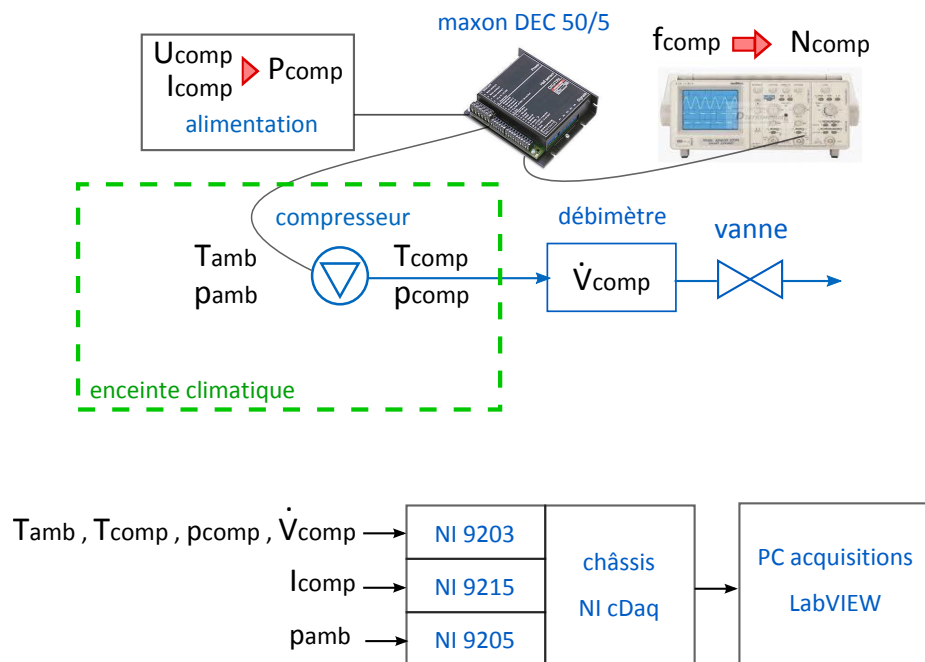 maxon DEC 50/5
Ucomp
Icomp
Pcomp
alimentation
fcomp
Ncomp
compresseur
débimètre
vanne
Tamb
pamb
Tcomp
pcomp
V̇comp
enceinte climatique
Tamb , Tcomp , pcomp , V̇comp
NI 9203
Icomp
NI 9215
pamb
NI 9205
châssis
NI cDaq
PC acquisitions
LabVIEW